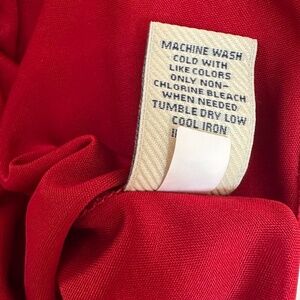 MACHINE WASH
COLD WITH
LIKE COLORS
ONLY NON-
CHLORINE BLEACH
WHEN NEEDED
TUMBLE DRY LOW
COOL IRON